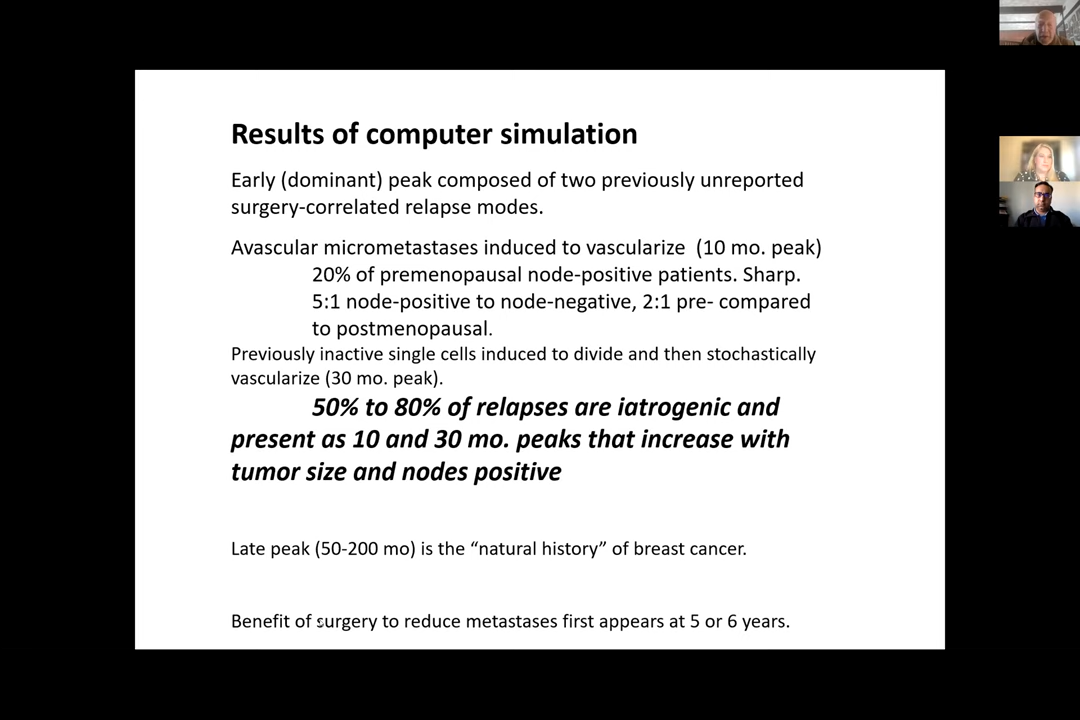 Results of computer simulation
Early (dominant) peak composed of two previously unreported
surgery-correlated relapse modes.
Avascular micrometastases induced to vascularize (10 mo. peak)
20% of premenopausal node-positive patients. Sharp.
5:1 node-positive to node-negative, 2:1 pre- compared
to postmenopausal.
Previously inactive single cells induced to divide and then stochastically
vascularize (30 mo. peak).
50% to 80% of relapses are iatrogenic and
present as 10 and 30 mo. peaks that increase with
tumor size and nodes positive
Late peak (50-200 mo) is the “natural history” of breast cancer.
Benefit of surgery to reduce metastases first appears at 5 or 6 years.